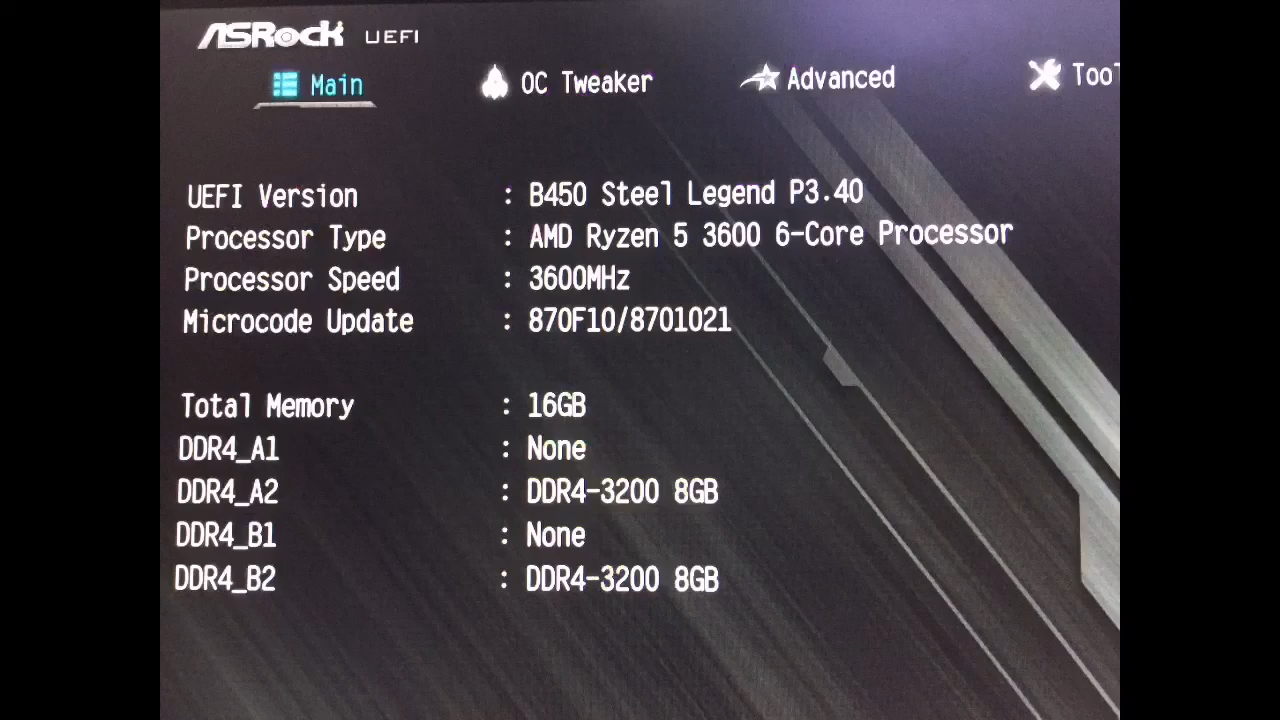 ASRock UEFI
Main OC Tweaker Advanced Tool
UEFI Version : B450 Steel Legend P3.40
Processor Type : AMD Ryzen 5 3600 6-Core Processor
Processor Speed : 3600MHz
Microcode Update : 870F10/8701021
Total Memory : 16GB
DDR4_A1 : None
DDR4_A2 : DDR4-3200 8GB
DDR4_B1 : None
DDR4_B2 : DDR4-3200 8GB